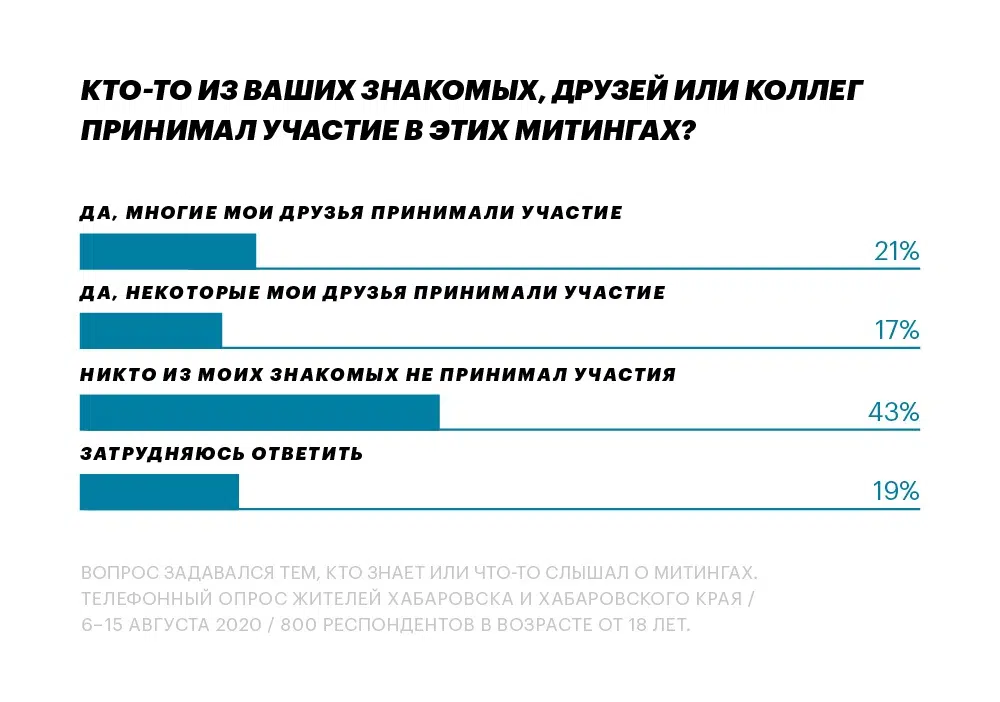 КТО-ТО ИЗ ВАШИХ ЗНАКОМЫХ, ДРУЗЕЙ ИЛИ КОЛЛЕГ
ПРИНИМАЛ УЧАСТИЕ В ЭТИХ МИТИНГАХ?
ДА, МНОГИЕ МОИ ДРУЗЬЯ ПРИНИМАЛИ УЧАСТИЕ
21%
ДА, НЕКОТОРЫЕ МОИ ДРУЗЬЯ ПРИНИМАЛИ УЧАСТИЕ
17%
НИКТО ИЗ МОИХ ЗНАКОМЫХ НЕ ПРИНИМАЛ УЧАСТИЯ
43%
ЗАТРУДНЯЮСЬ ОТВЕТИТЬ
19%
ВОПРОС ЗАДАВАЛСЯ ТЕМ, КТО ЗНАЕТ ИЛИ ЧТО-ТО СЛЫШАЛ О МИТИНГАХ.
ТЕЛЕФОННЫЙ ОПРОС ЖИТЕЛЕЙ ХАБАРОВСКА И ХАБАРОВСКОГО КРАЯ /
6–15 АВГУСТА 2020 / 800 РЕСПОНДЕНТОВ В ВОЗРАСТЕ ОТ 18 ЛЕТ.